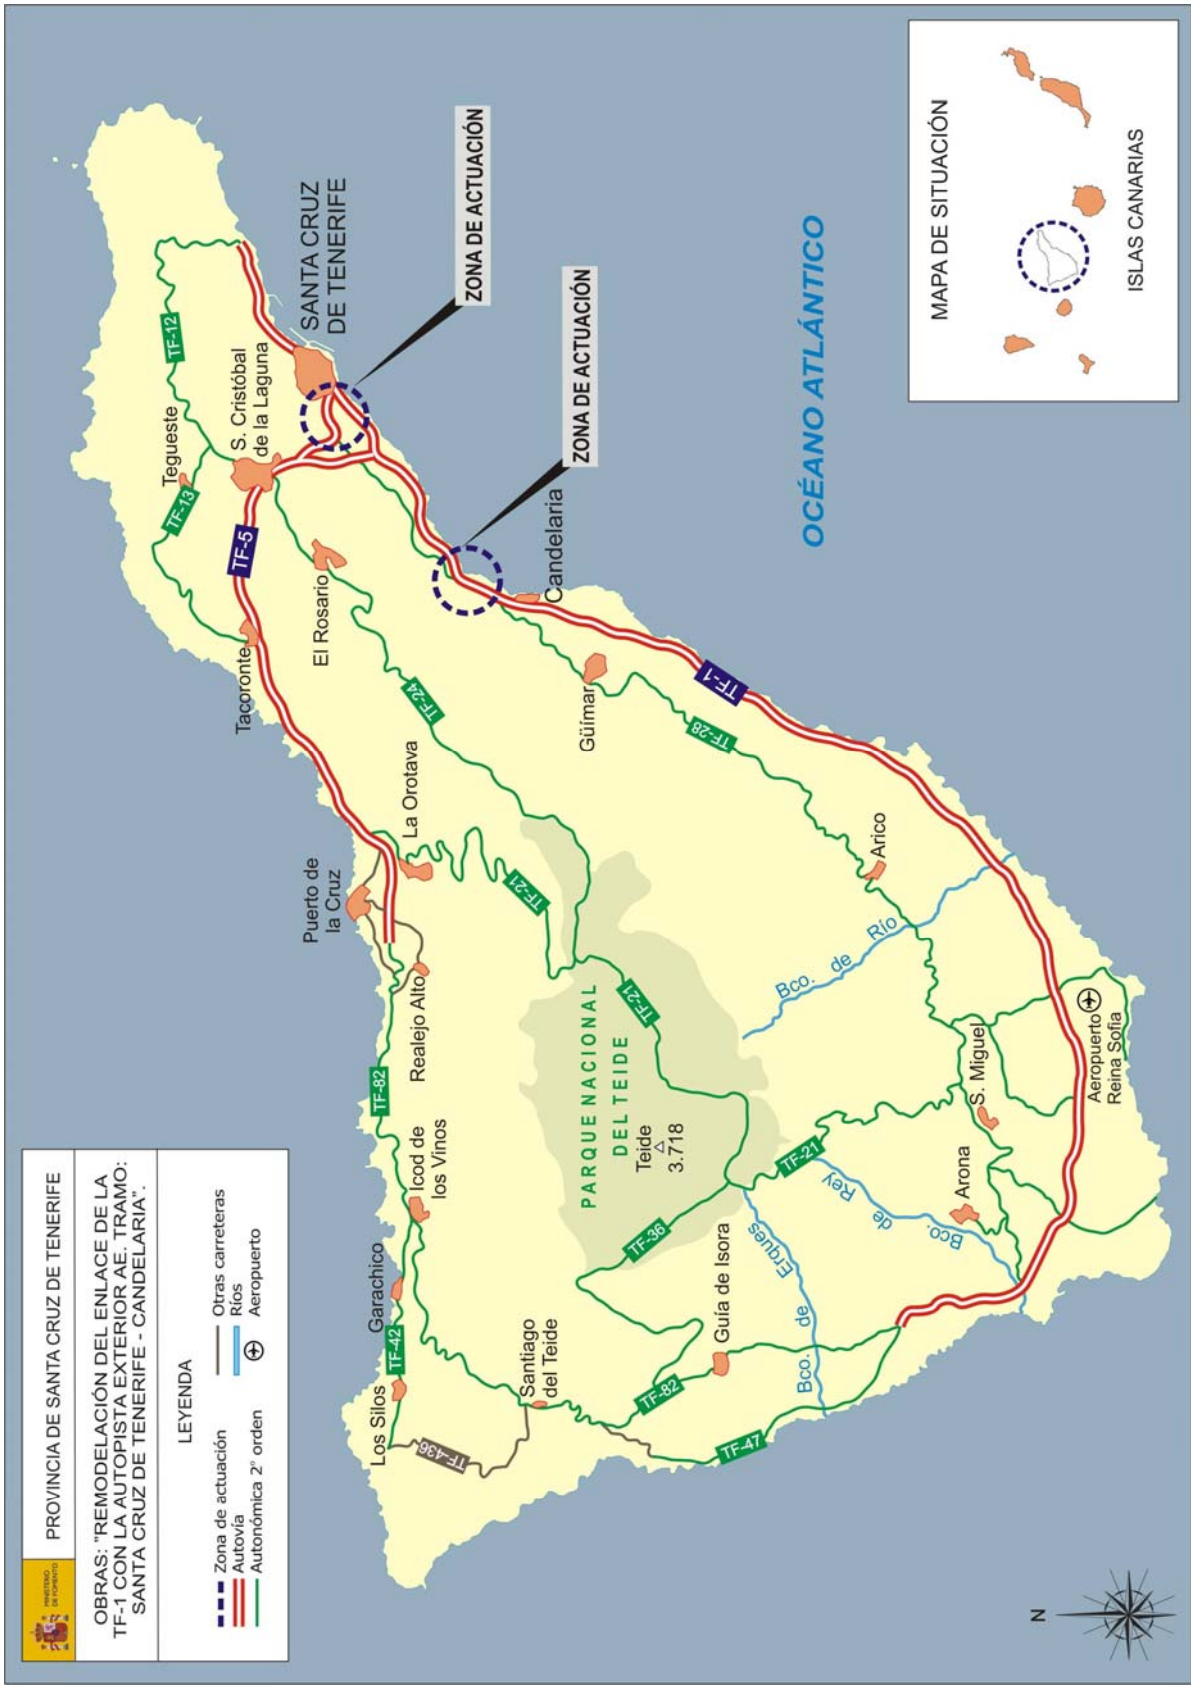 MINISTERIO
DE FOMENTO
PROVINCIA DE SANTA CRUZ DE TENERIFE
OBRAS: "REMODELACIÓN DEL ENLACE DE LA
TF-1 CON LA AUTOPISTA EXTERIOR AE. TRAMO:
SANTA CRUZ DE TENERIFE - CANDELARIA".
LEYENDA
Zona de actuación
Autovía
Autonómica 2º orden
Otras carreteras
Ríos
Aeropuerto
Los Silos
TF-42
Garachico
Icod de
los Vinos
TF-82
Realejo Alto
Puerto de
la Cruz
La Orotava
Tacoronte
TF-5
TF-13
Tegueste
TF-12
S. Cristóbal
de la Laguna
SANTA CRUZ
DE TENERIFE
ZONA DE ACTUACIÓN
ZONA DE ACTUACIÓN
El Rosario
TF-24
Candelaria
Güímar
TF-1
TF-28
TF-21
TF-436
Santiago
del Teide
TF-82
TF-47
Guía de Isora
TF-36
PARQUE NACIONAL
DEL TEIDE
Teide
3.718
TF-21
TF-21
Bco. de Erques
Bco. de Rey
Bco. de Río
Arico
Arona
S. Miguel
Aeropuerto
Reina Sofia
OCÉANO ATLÁNTICO
MAPA DE SITUACIÓN
ISLAS CANARIAS
N